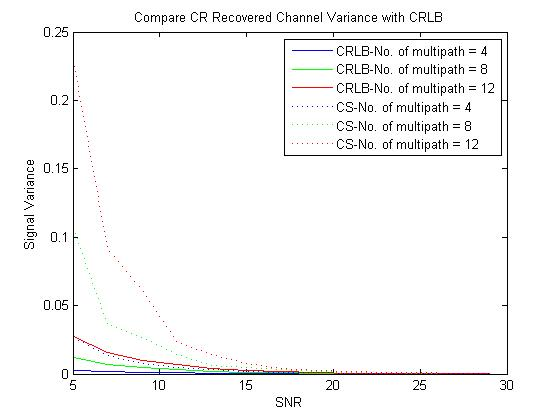 Compare CR Recovered Channel Variance with CRLB
CRLB-No. of multipath = 4
CRLB-No. of multipath = 8
CRLB-No. of multipath = 12
CS-No. of multipath = 4
CS-No. of multipath = 8
CS-No. of multipath = 12
Signal Variance
0.25
0.2
0.15
0.1
0.05
0
5
10
15
20
25
30
SNR